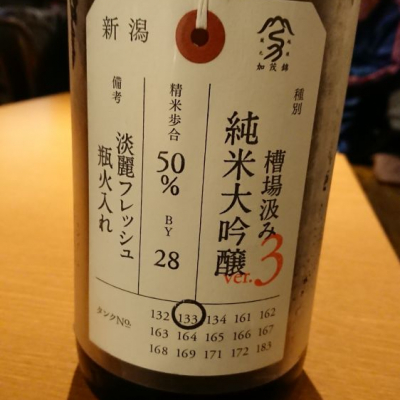 新潟
加茂錦
種別
槽場汲み
純米大吟醸
ver.3
精米歩合
50%
BY
28
備考
淡麗フレッシュ
瓶火入れ
タンクNo.
132 133 134 161 162
163 164 165 166 167
168 169 171 172 183